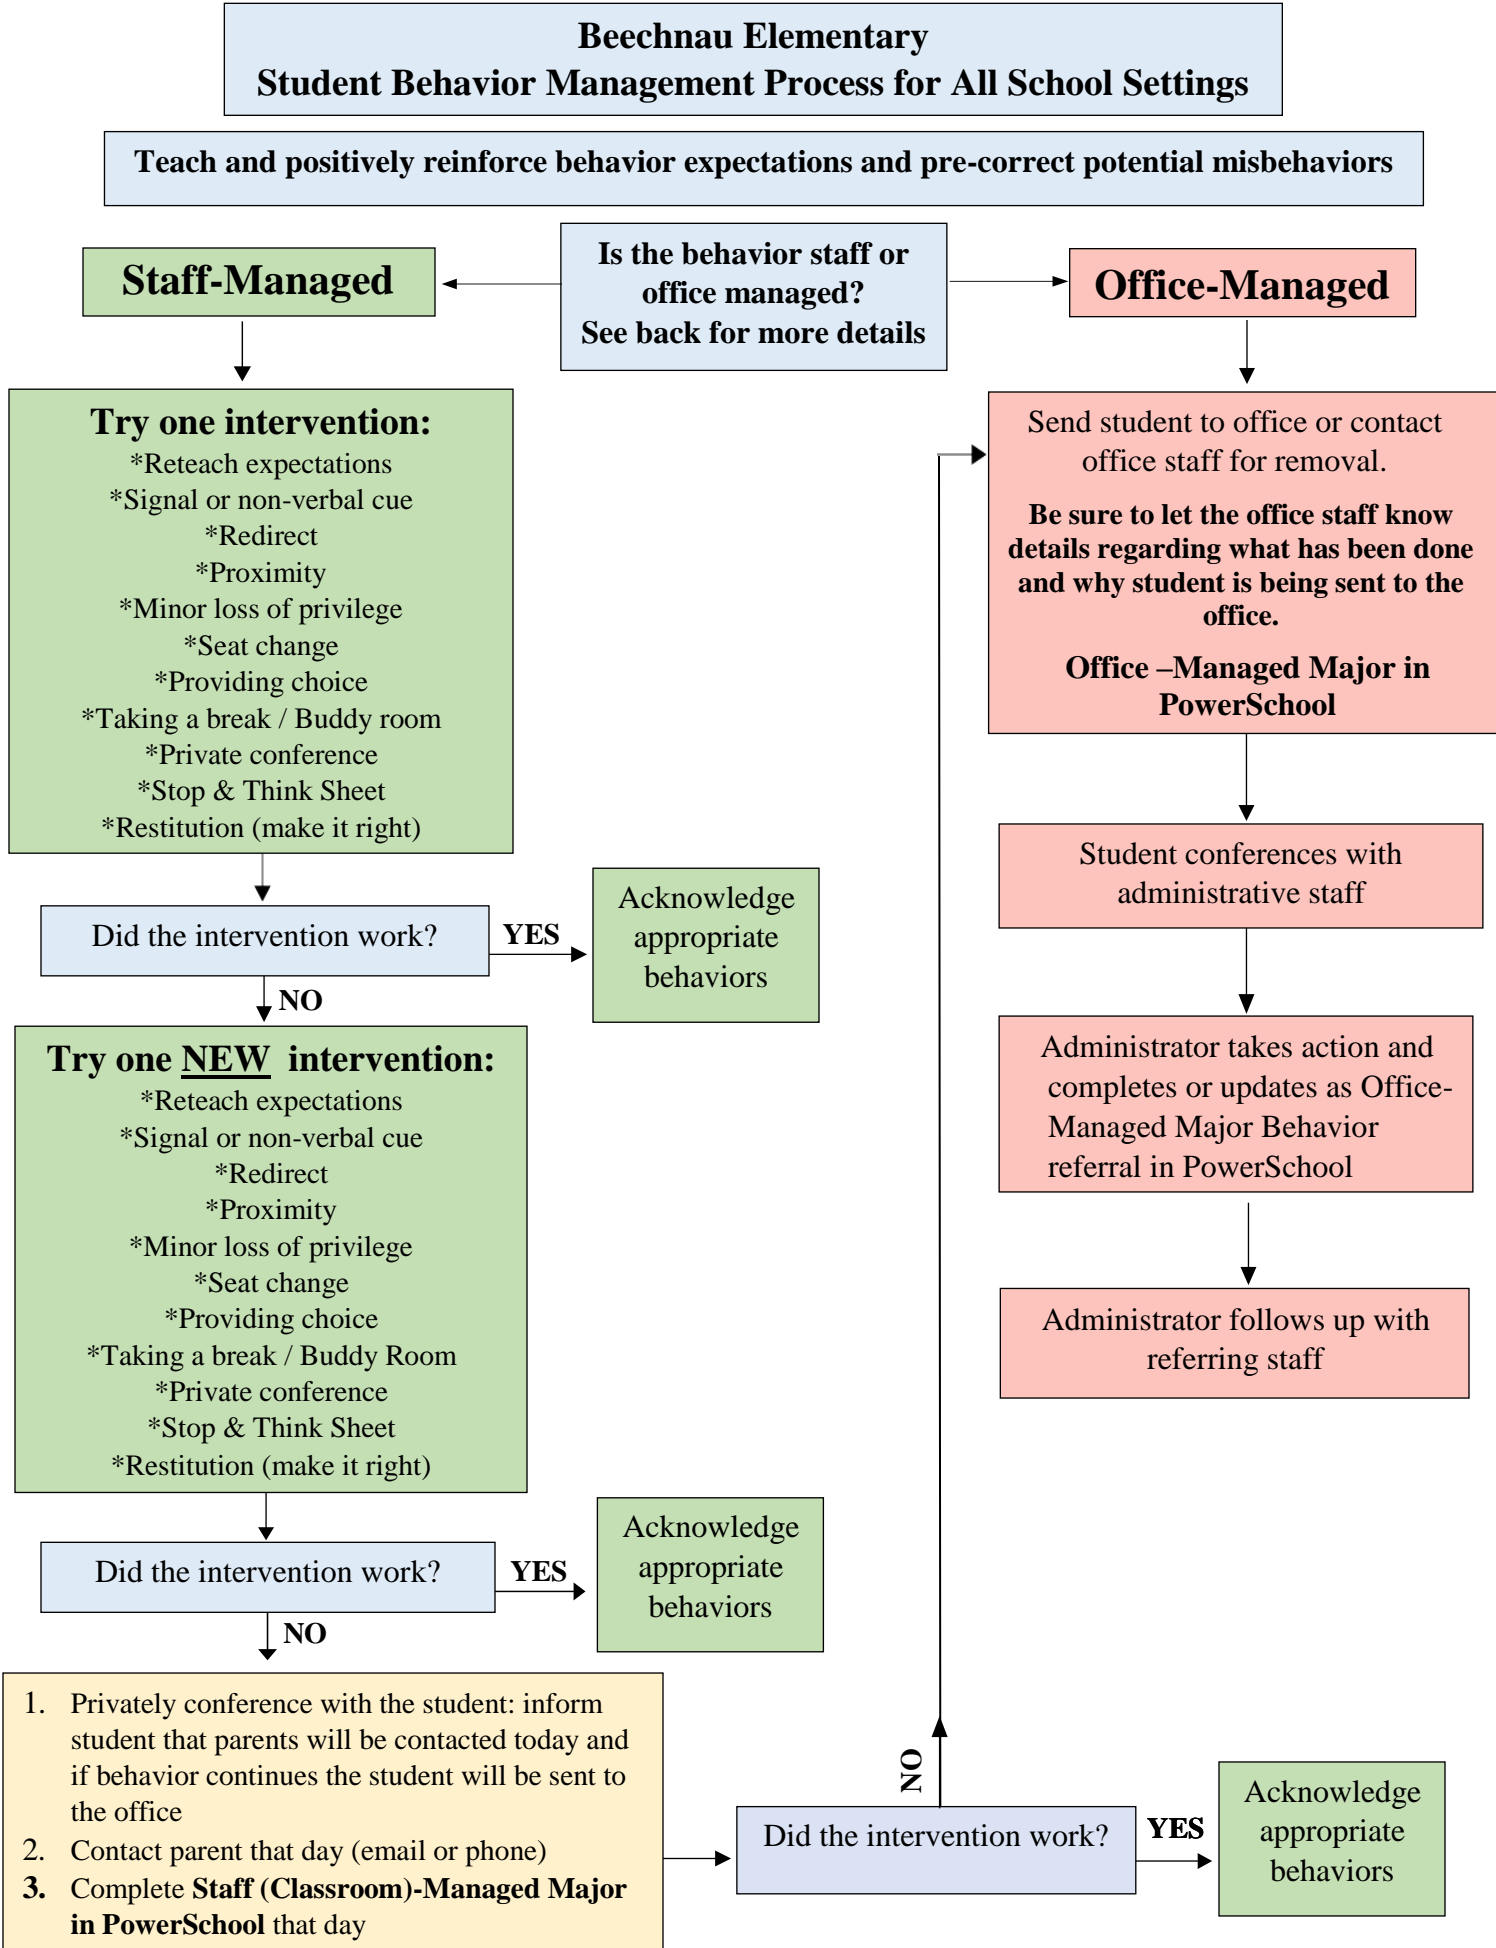 Beechnau Elementary
Student Behavior Management Process for All School Settings
Teach and positively reinforce behavior expectations and pre-correct potential misbehaviors
Is the behavior staff or
office managed?
See back for more details
Staff-Managed
Office-Managed
Try one intervention:
*Reteach expectations
*Signal or non-verbal cue
*Redirect
*Proximity
*Minor loss of privilege
*Seat change
*Providing choice
*Taking a break / Buddy room
*Private conference
*Stop & Think Sheet
*Restitution (make it right)
Did the intervention work?
YES
Acknowledge
appropriate
behaviors
NO
Try one NEW intervention:
*Reteach expectations
*Signal or non-verbal cue
*Redirect
*Proximity
*Minor loss of privilege
*Seat change
*Providing choice
*Taking a break / Buddy Room
*Private conference
*Stop & Think Sheet
*Restitution (make it right)
Did the intervention work?
YES
Acknowledge
appropriate
behaviors
NO
1. Privately conference with the student: inform
student that parents will be contacted today and
if behavior continues the student will be sent to
the office
2. Contact parent that day (email or phone)
3. Complete Staff (Classroom)-Managed Major
in PowerSchool that day
Did the intervention work?
YES
Acknowledge
appropriate
behaviors
NO
Send student to office or contact
office staff for removal.
Be sure to let the office staff know
details regarding what has been done
and why student is being sent to the
office.
Office –Managed Major in
PowerSchool
Student conferences with
administrative staff
Administrator takes action and
completes or updates as Office-
Managed Major Behavior
referral in PowerSchool
Administrator follows up with
referring staff